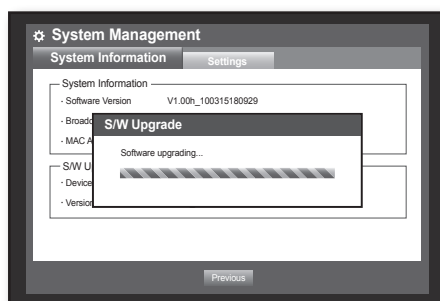 System Management
System Information
Settings
System Information
· Software Version V1.00h_100315180929
· Broadc
· MAC A
S/W Upgrade
Software upgrading...
S/W U
· Device
· Version
Previous